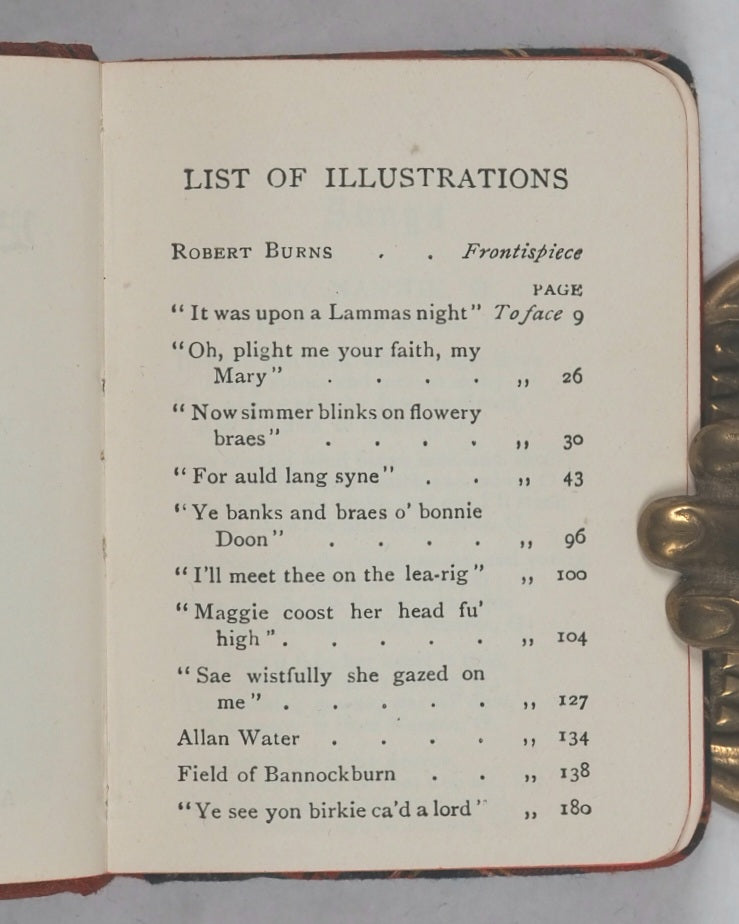 LIST OF ILLUSTRATIONS
ROBERT BURNS . . Frontispiece
PAGE
"It was upon a Lammas night" To face 9
"Oh, plight me your faith, my
Mary" . . . . ,, 26
"Now simmer blinks on flowery
braes" . . . . ,, 30
"For auld lang syne" . . ,, 43
"Ye banks and braes o' bonnie
Doon" . . . . ,, 96
"I'll meet thee on the lea-rig" ,, 100
"Maggie coost her head fu'
high". . . . . ,, 104
"Sae wistfully she gazed on
me" . . . . . ,, 127
Allan Water . . . . ,, 134
Field of Bannockburn . . ,, 138
"Ye see yon birkie ca'd a lord" ,, 180